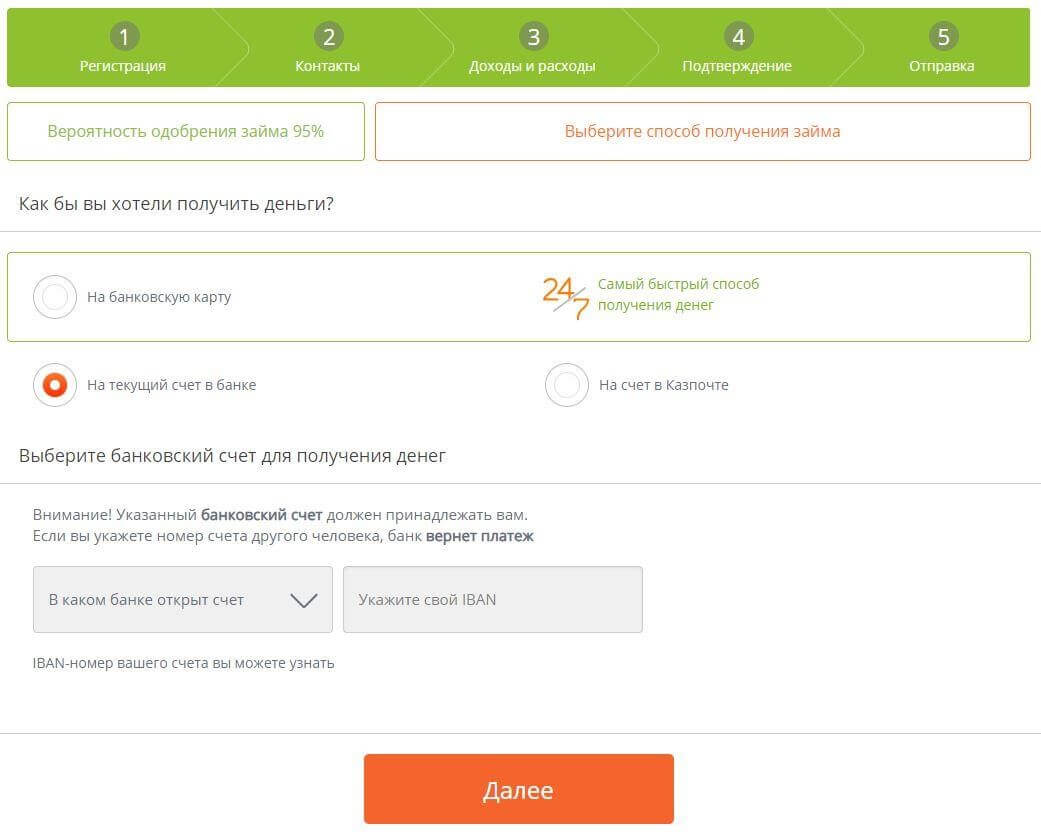 1
Регистрация
2
Контакты
3
Доходы и расходы
4
Подтверждение
5
Отправка
Вероятность одобрения займа 95%
Выберите способ получения займа
Как бы вы хотели получить деньги?
На банковскую карту
24/7
Самый быстрый способ
получения денег
На текущий счет в банке
На счет в Казпочте
Выберите банковский счет для получения денег
Внимание! Указанный банковский счет должен принадлежать вам.
Если вы укажете номер счета другого человека, банк вернет платеж
В каком банке открыт счет
Укажите свой IBAN
IBAN-номер вашего счета вы можете узнать
Далее